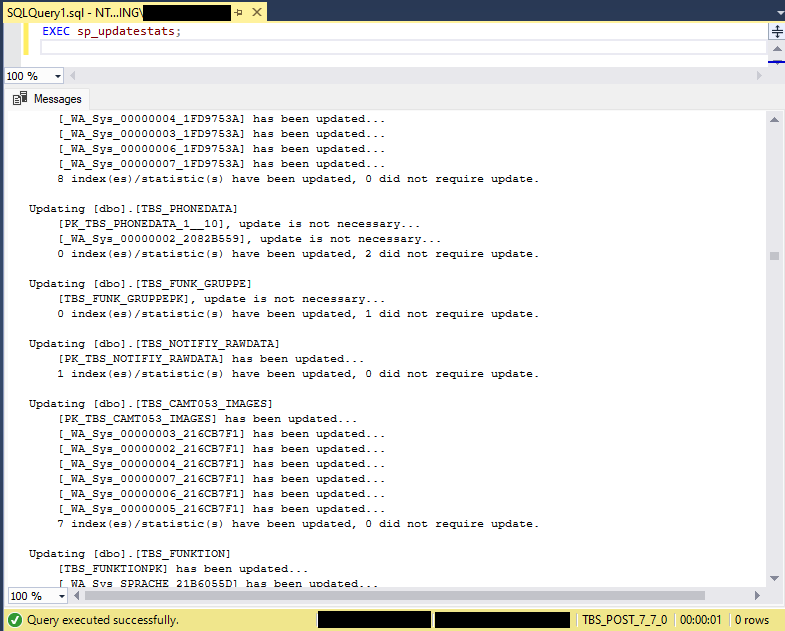 SQLQuery1.sql - NT...ING\
EXEC sp_updatestats;
100 %
Messages
[_WA_Sys_00000004_1FD9753A] has been updated...
[_WA_Sys_00000003_1FD9753A] has been updated...
[_WA_Sys_00000006_1FD9753A] has been updated...
[_WA_Sys_00000007_1FD9753A] has been updated...
8 index(es)/statistic(s) have been updated, 0 did not require update.
Updating [dbo].[TBS_PHONEDATA]
[PK_TBS_PHONEDATA_1__10], update is not necessary...
[_WA_Sys_00000002_2082B559], update is not necessary...
0 index(es)/statistic(s) have been updated, 2 did not require update.
Updating [dbo].[TBS_FUNK_GRUPPE]
[TBS_FUNK_GRUPPEPK], update is not necessary...
0 index(es)/statistic(s) have been updated, 1 did not require update.
Updating [dbo].[TBS_NOTIFIY_RAWDATA]
[PK_TBS_NOTIFIY_RAWDATA] has been updated...
1 index(es)/statistic(s) have been updated, 0 did not require update.
Updating [dbo].[TBS_CAMT053_IMAGES]
[PK_TBS_CAMT053_IMAGES] has been updated...
[_WA_Sys_00000003_216CB7F1] has been updated...
[_WA_Sys_00000002_216CB7F1] has been updated...
[_WA_Sys_00000004_216CB7F1] has been updated...
[_WA_Sys_00000007_216CB7F1] has been updated...
[_WA_Sys_00000006_216CB7F1] has been updated...
[_WA_Sys_00000005_216CB7F1] has been updated...
7 index(es)/statistic(s) have been updated, 0 did not require update.
Updating [dbo].[TBS_FUNKTION]
[TBS_FUNKTIONPK] has been updated...
[_WA_Sys_SPRACHE_21B6055D] has been updated...
100 %
Query executed successfully. TBS_POST_7_7_0 00:00:01 0 rows